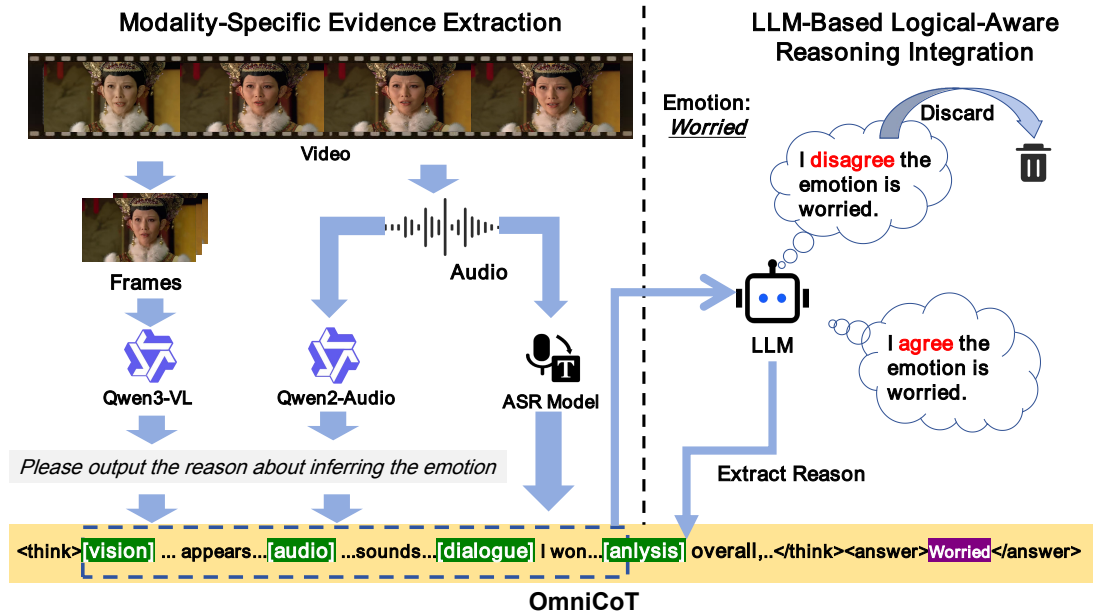 Modality-Specific Evidence Extraction
Video
Frames
Audio
Qwen3-VL
Qwen2-Audio
ASR Model
T
Please output the reason about inferring the emotion
LLM-Based Logical-Aware
Reasoning Integration
Emotion:
Worried
Discard
I disagree the
emotion is
worried.
LLM
I agree the
emotion is
worried.
Extract Reason
<think>[vision] ... appears...[audio] ...sounds...[dialogue] I won...[anlysis] overall,..</think><answer>Worried</answer>
OmniCoT